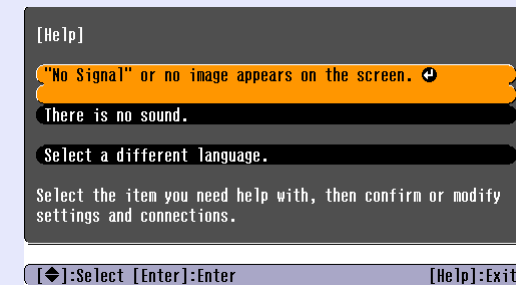 [Help]
"No Signal" or no image appears on the screen.
There is no sound.
Select a different language.
Select the item you need help with, then confirm or modify
settings and connections.
[◆]:Select [Enter]:Enter [Help]:Exit